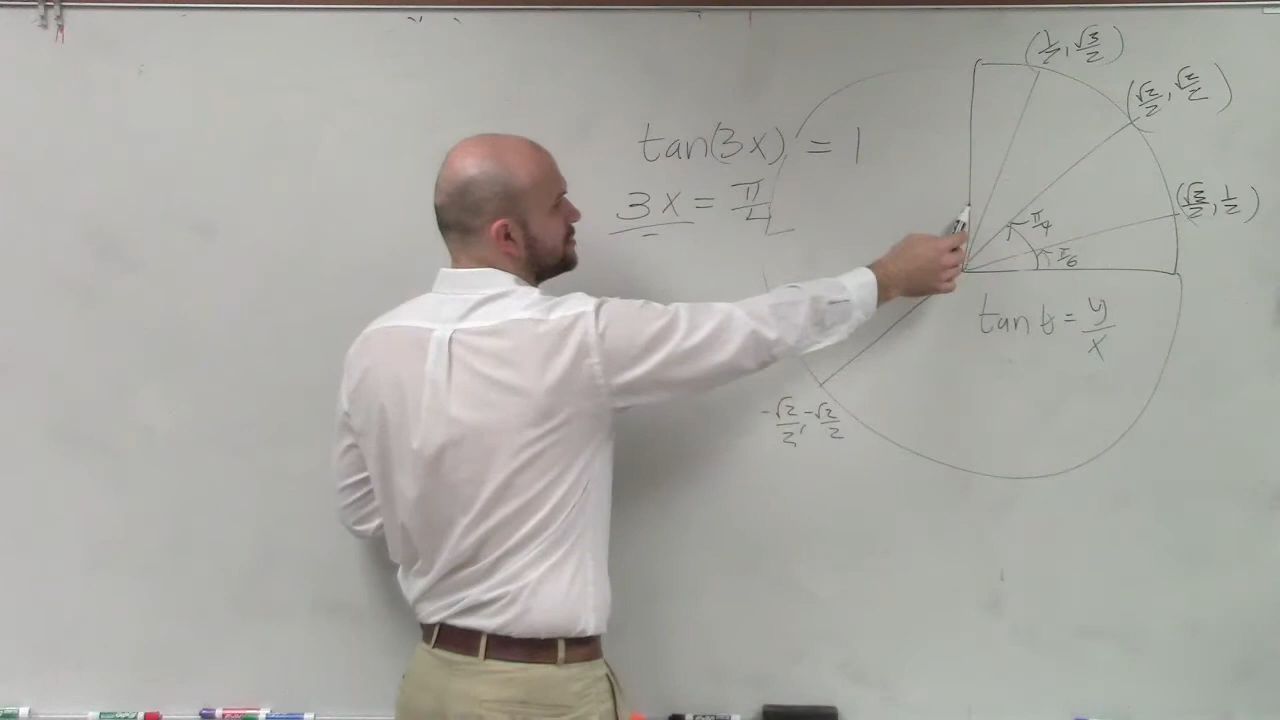 tan(3x) = 1
3x = π/4
(1/2, √3/2)
(√2/2, √2/2)
(√3/2, 1/2)
π/4
π/6
tan t = y/x
-√2/2, -√2/2